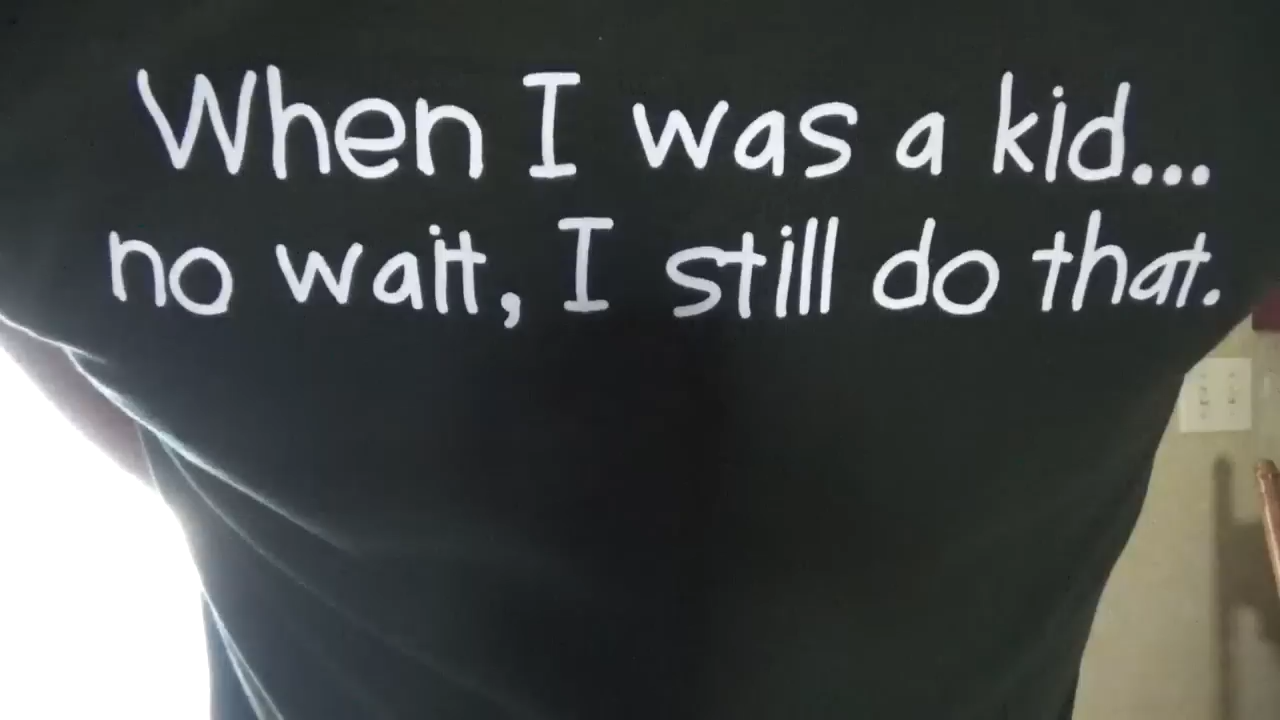 When I was a kid...
no wait, I still do that.